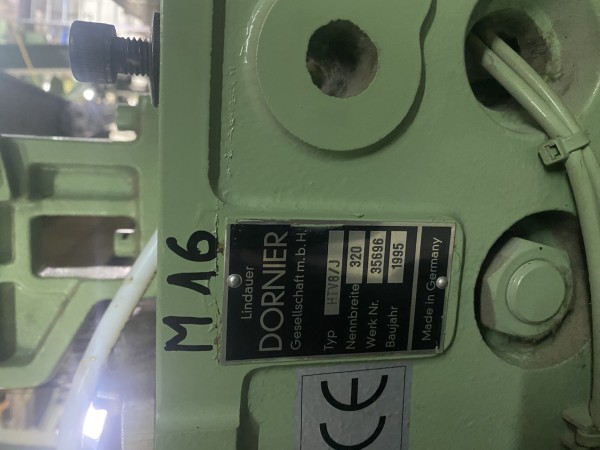 M16
Lindauer
DORNIER
Gesellschaft m.b.H.
Typ HTV8/J
Nennbreite 320
Werk Nr. 35696
Baujahr 1995
Made in Germany
CE